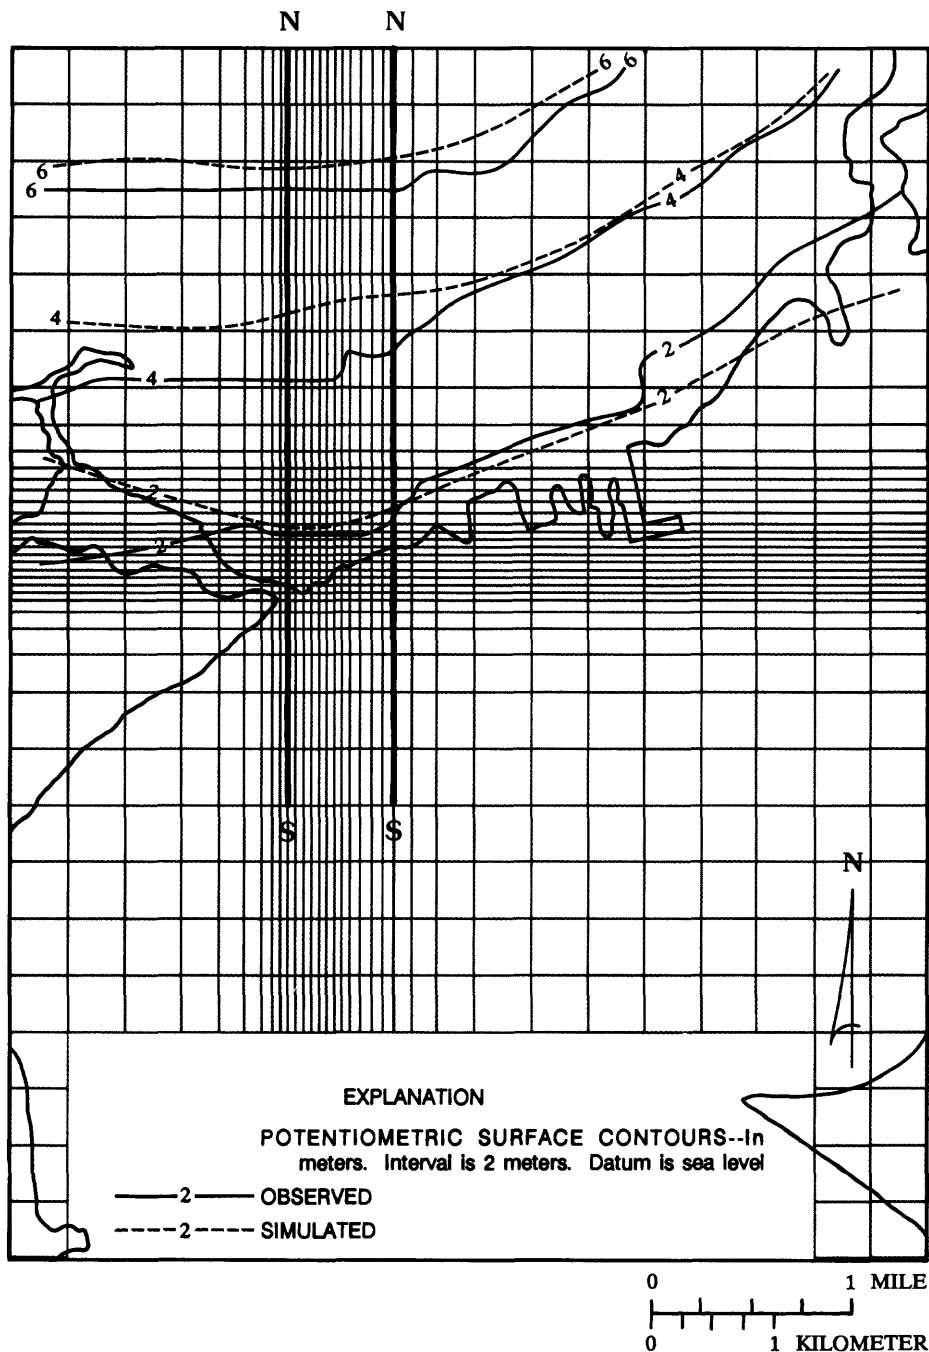 N N
6 6
6
6
4
4
4
2
4
2
2
2
S S
N
EXPLANATION
POTENTIOMETRIC SURFACE CONTOURS--In
meters. Interval is 2 meters. Datum is sea level
2 OBSERVED
2 SIMULATED
0 1 MILE
0 1 KILOMETER